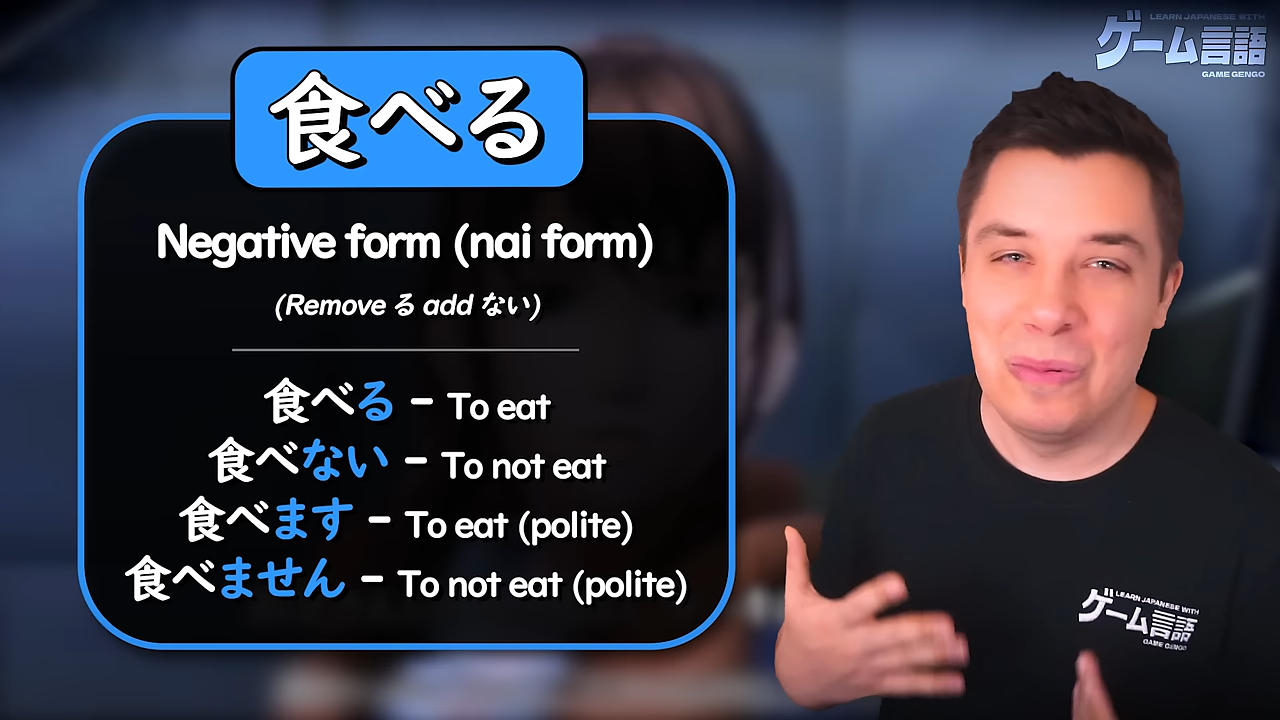 食べる
Negative form (nai form)
(Remove る add ない)
食べる - To eat
食べない - To not eat
食べます - To eat (polite)
食べません - To not eat (polite)
LEARN JAPANESE WITH
ゲーム言語
GAME GENGO
LEARN JAPANESE WITH
ゲーム言語
GAME GENGO